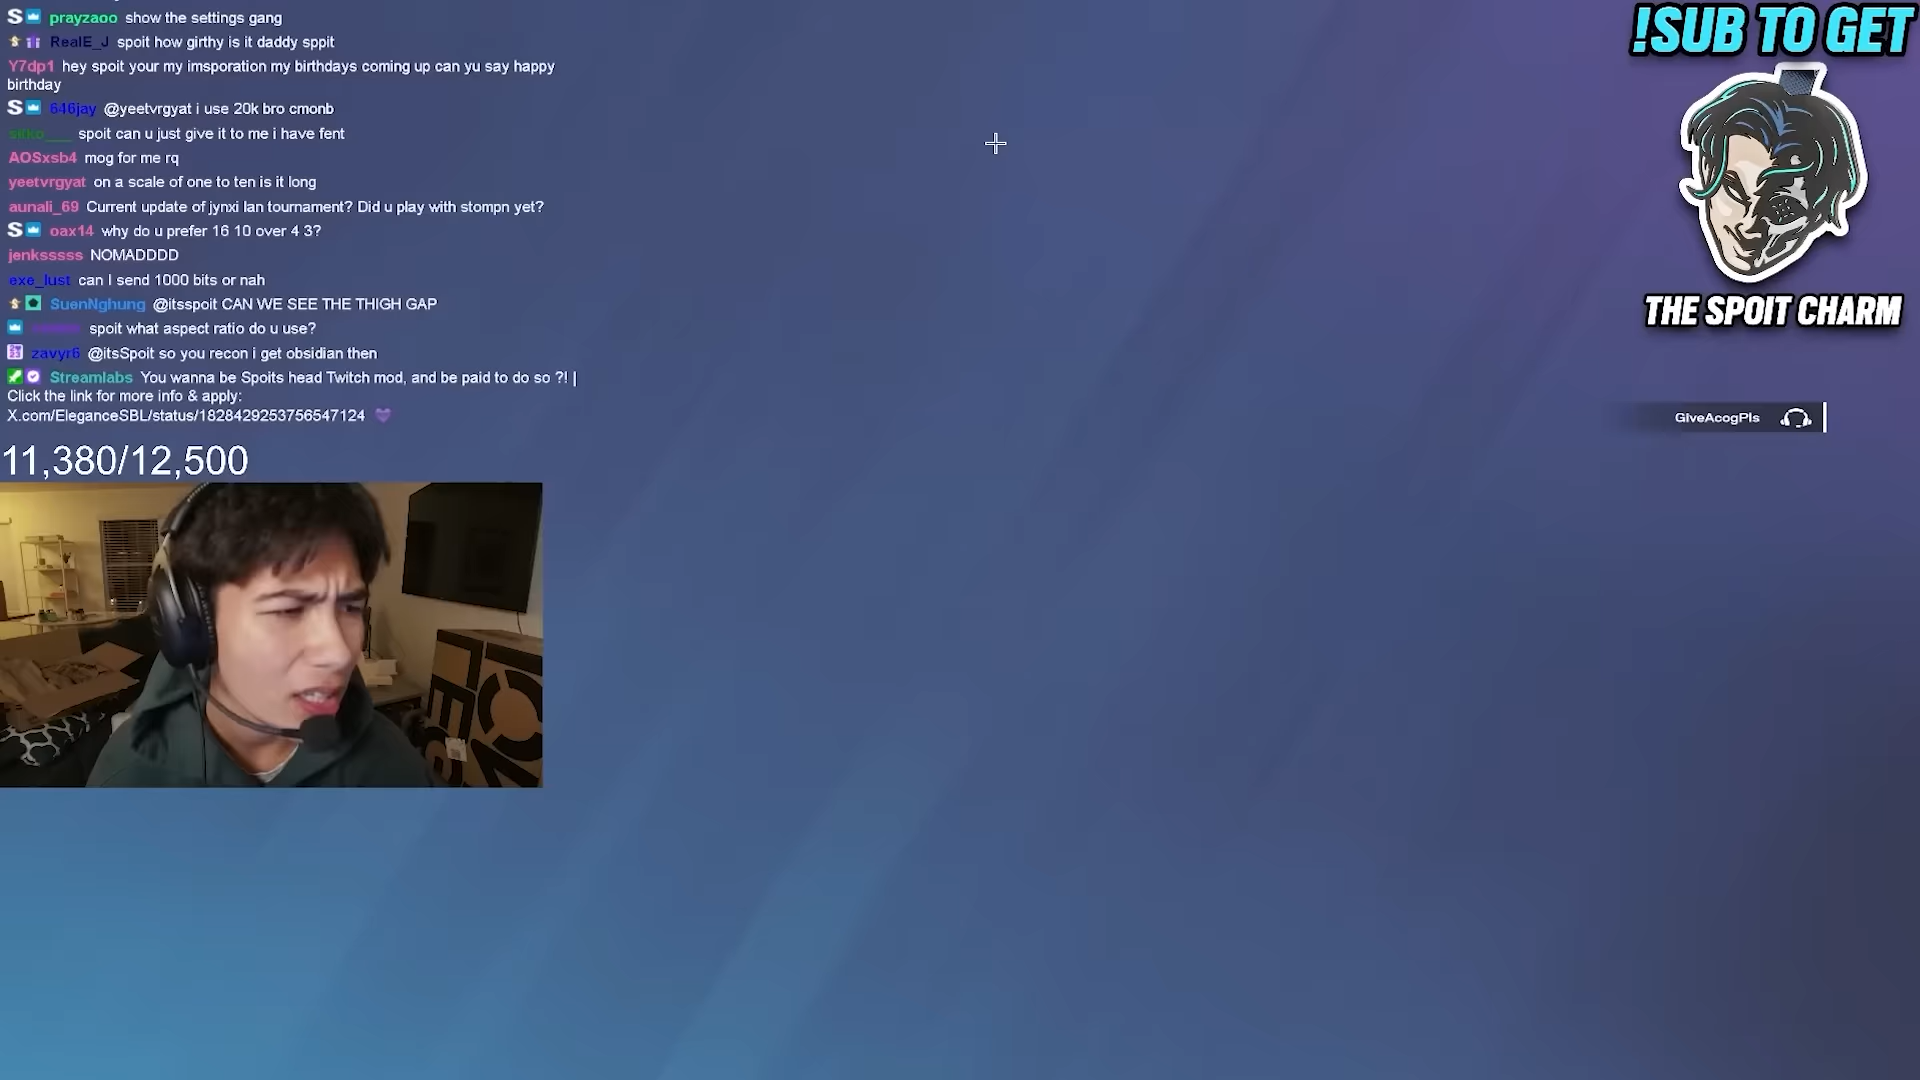 prayzaoo show the settings gang
RealE_J spoit how girthy is it daddy sppit
Y7dp1 hey spoit your my imsporation my birthdays coming up can yu say happy
birthday
646jay @yeetvrgyat i use 20k bro cmonb
spoit can u just give it to me i have fent
AOSxsb4 mog for me rq
yeetvrgyat on a scale of one to ten is it long
aunali_69 Current update of jynxi lan tournament? Did u play with stompn yet?
oax14 why do u prefer 16 10 over 4 3?
jenksssss NOMADDDD
exe_lust can I send 1000 bits or nah
SuenNghung @itsspoit CAN WE SEE THE THIGH GAP
spoit what aspect ratio do u use?
zavyr6 @itsSpoit so you recon i get obsidian then
Streamlabs You wanna be Spoits head Twitch mod, and be paid to do so ?! |
Click the link for more info & apply:
X.com/EleganceSBL/status/1828429253756547124
11,380/12,500
!SUB TO GET
THE SPOIT CHARM
GiveAcogPls